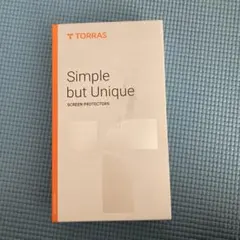 TORRAS
Simple
but Unique
SCREEN PROTECTORS